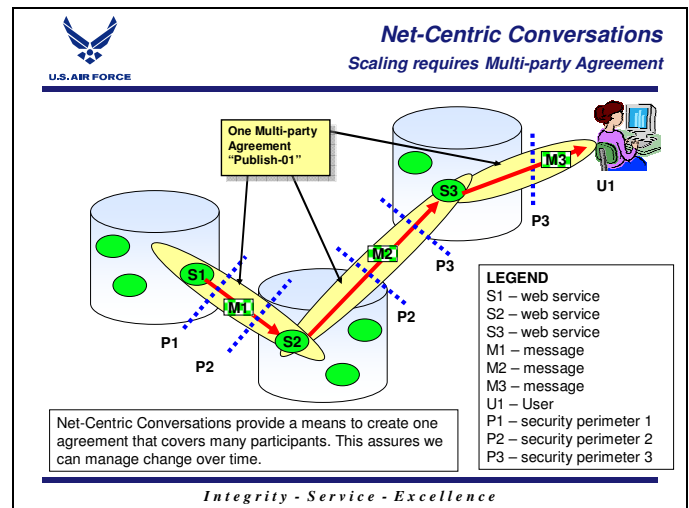 Net-Centric Conversations
Scaling requires Multi-party Agreement
U.S. AIR FORCE
One Multi-party
Agreement
“Publish-01”
M3
U1
S3
P3
M2
P3
S1
M1
P2
P1
S2
P2
LEGEND
S1 – web service
S2 – web service
S3 – web service
M1 – message
M2 – message
M3 – message
U1 – User
P1 – security perimeter 1
P2 – security perimeter 2
P3 – security perimeter 3
Net-Centric Conversations provide a means to create one
agreement that covers many participants. This assures we
can manage change over time.
Integrity - Service - Excellence